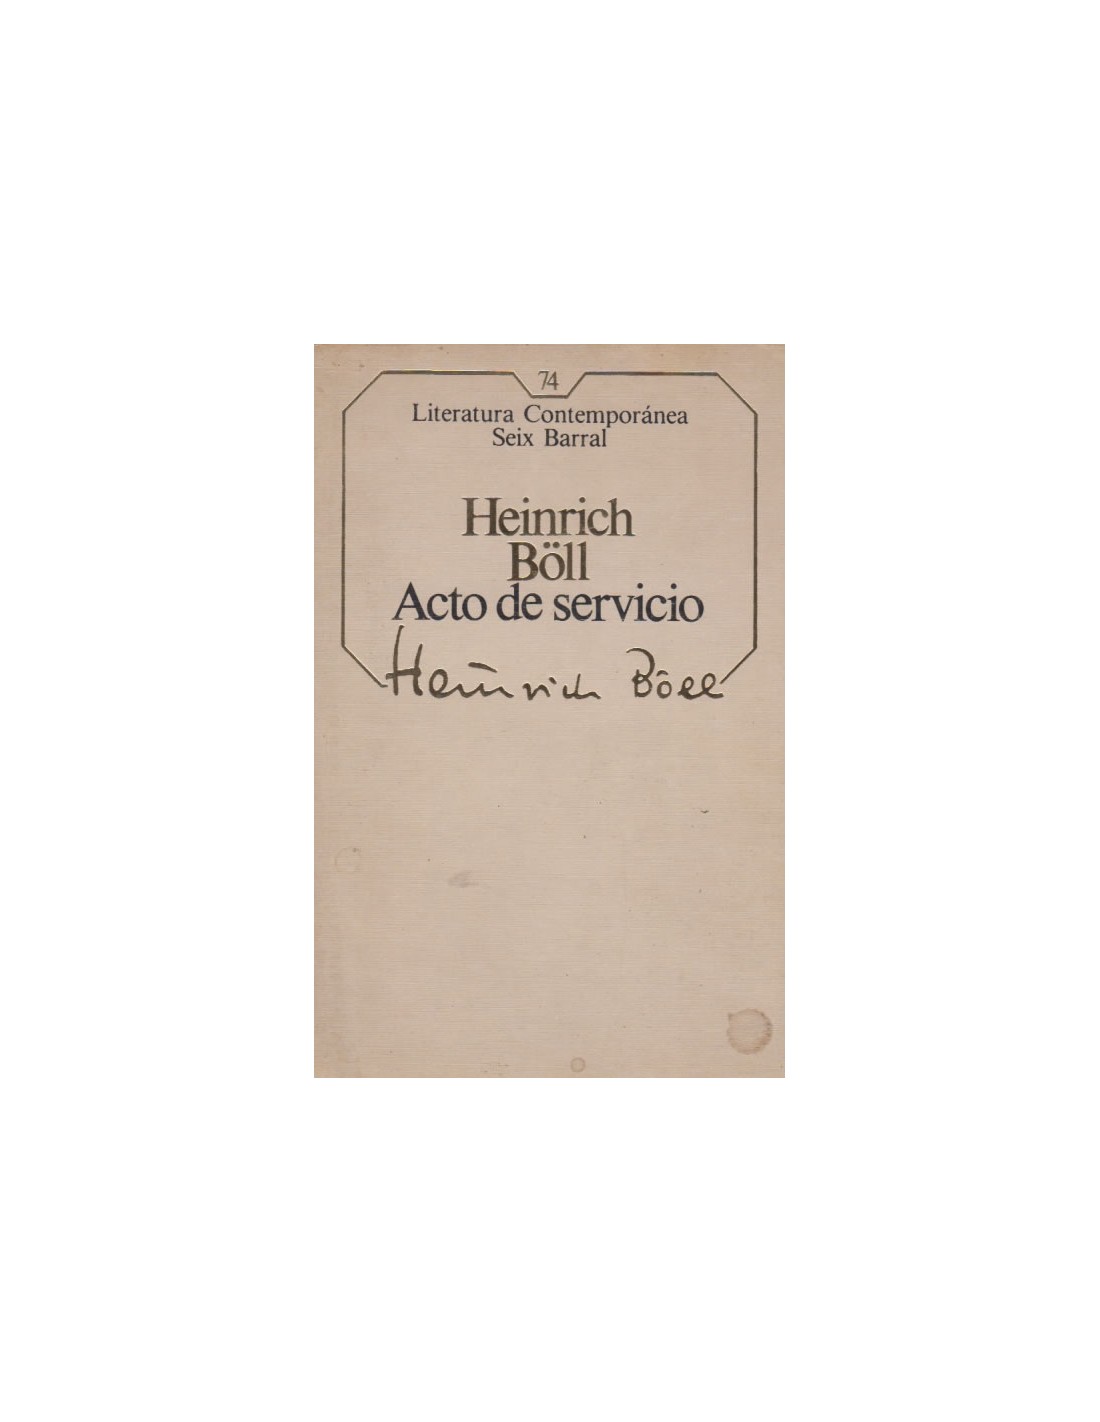 74
Literatura Contemporánea
Seix Barral
Heinrich
Böll
Acto de servicio
Heinrich Böll